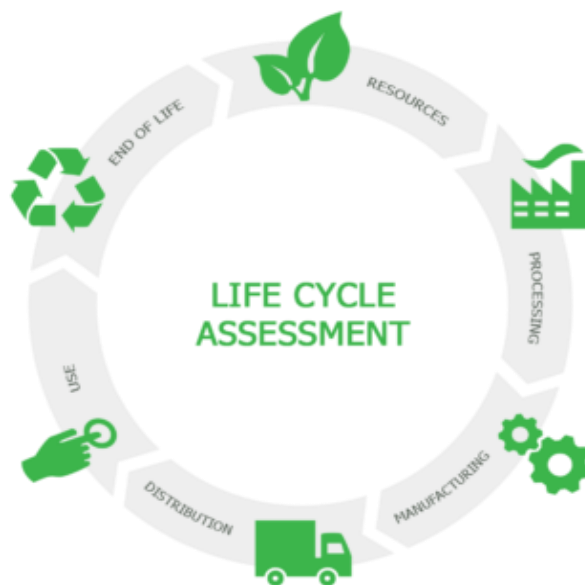 LIFE CYCLE
ASSESSMENT
RESOURCES
PROCESSING
MANUFACTURING
DISTRIBUTION
USE
END OF LIFE